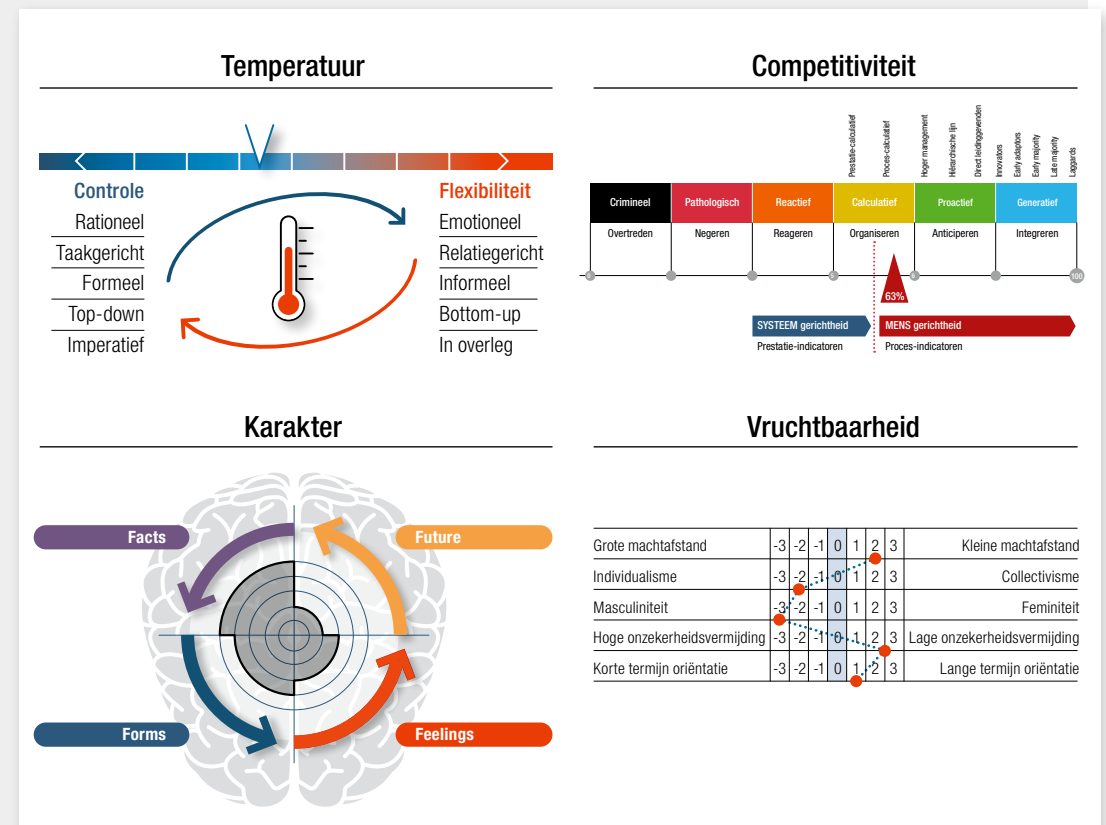 Temperatuur
Controle
Flexibiliteit
Rationeel
Emotioneel
Taakgericht
Relatiegericht
Formeel
Informeel
Top-down
Bottom-up
Imperatief
In overleg
Competitiviteit
Prestatie-calculatief
Proces-calculatief
Hoger management
Hiërarchische lijn
Direct leidinggevenden
Innovators
Early adaptors
Early majority
Late majority
Laggards
Crimineel Pathologisch Reactief Calculatief Proactief Generatief
Overtreden Negeren Reageren Organiseren Anticiperen Integreren
100
63%
SYSTEEM gerichtheid
MENS gerichtheid
Prestatie-indicatoren
Proces-indicatoren
Karakter
Facts
Future
Forms
Feelings
Vruchtbaarheid
Grote machtafstand -3 -2 -1 0 1 2 3 Kleine machtafstand
Individualisme -3 -2 -1 0 1 2 3 Collectivisme
Masculiniteit -3 -2 -1 0 1 2 3 Feminiteit
Hoge onzekerheidsvermijding -3 -2 -1 0 1 2 3 Lage onzekerheidsvermijding
Korte termijn oriëntatie -3 -2 -1 0 1 2 3 Lange termijn oriëntatie